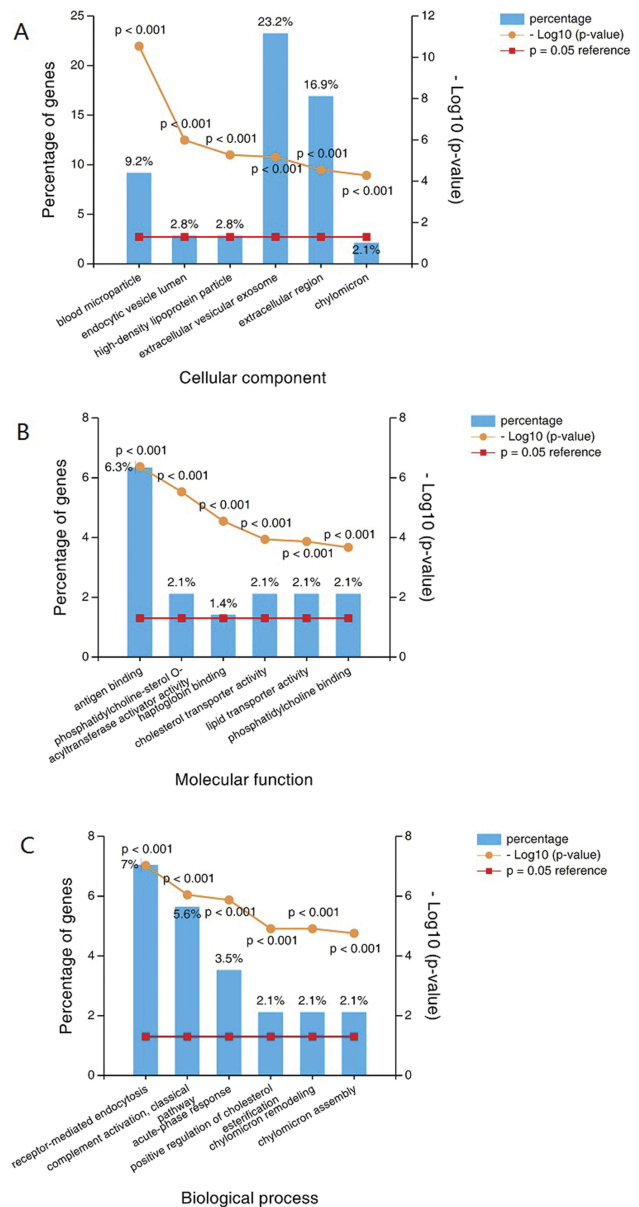 A
percentage
- Log10 (p-value)
p = 0.05 reference
Percentage of genes
25
20
15
10
5
0
- Log10 (p-value)
12
10
8
6
4
2
0
p < 0.001
p < 0.001
p < 0.001
p < 0.001
p < 0.001
p < 0.001
9.2%
2.8%
2.8%
23.2%
16.9%
2.1%
blood microparticle
endocytic vesicle lumen
high-density lipoprotein particle
extracellular vesicular exosome
extracellular region
chylomicron
Cellular component
B
percentage
- Log10 (p-value)
p = 0.05 reference
Percentage of genes
8
6
4
2
0
- Log10 (p-value)
8
6
4
2
0
p < 0.001
p < 0.001
p < 0.001
p < 0.001
p < 0.001
p < 0.001
6.3%
2.1%
1.4%
2.1%
2.1%
2.1%
antigen binding
phosphatidylcholine-sterol O-
acyltransferase activator activity
haptoglobin binding
cholesterol transporter activity
lipid transporter activity
phosphatidylcholine binding
Molecular function
C
percentage
- Log10 (p-value)
p = 0.05 reference
Percentage of genes
8
6
4
2
0
- Log10 (p-value)
8
6
4
2
0
p < 0.001
p < 0.001
p < 0.001
p < 0.001
p < 0.001
p < 0.001
7%
5.6%
3.5%
2.1%
2.1%
2.1%
receptor-mediated endocytosis
complement activation, classical
pathway
acute-phase response
positive regulation of cholesterol
esterification
chylomicron remodeling
chylomicron assembly
Biological process